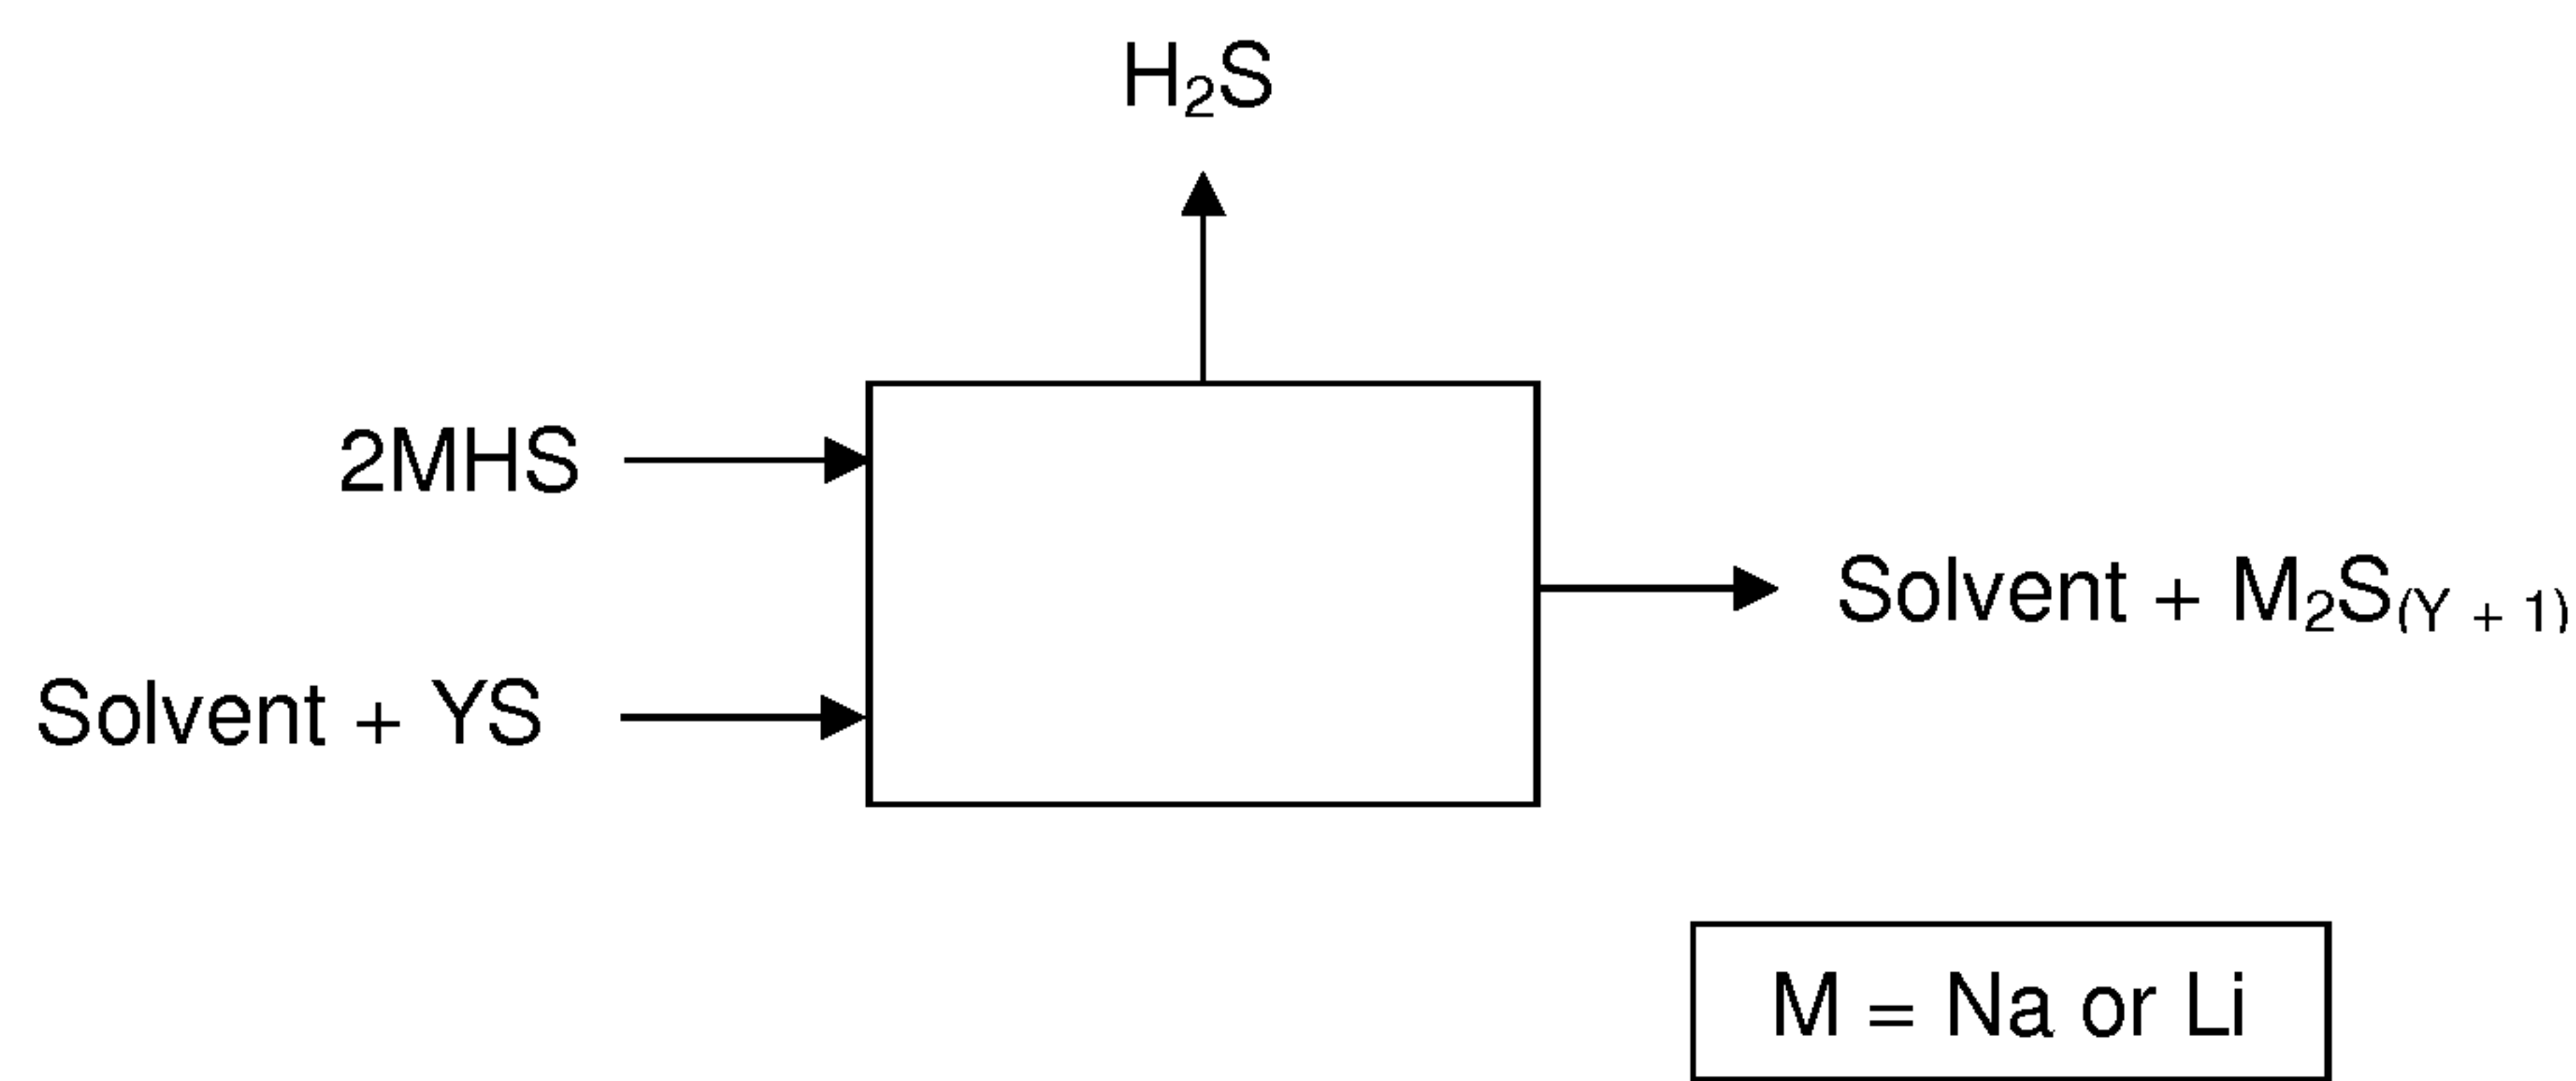 H₂S
2MHS
Solvent + YS
Solvent + M₂S₍Y ₊ ₁₎
M = Na or Li